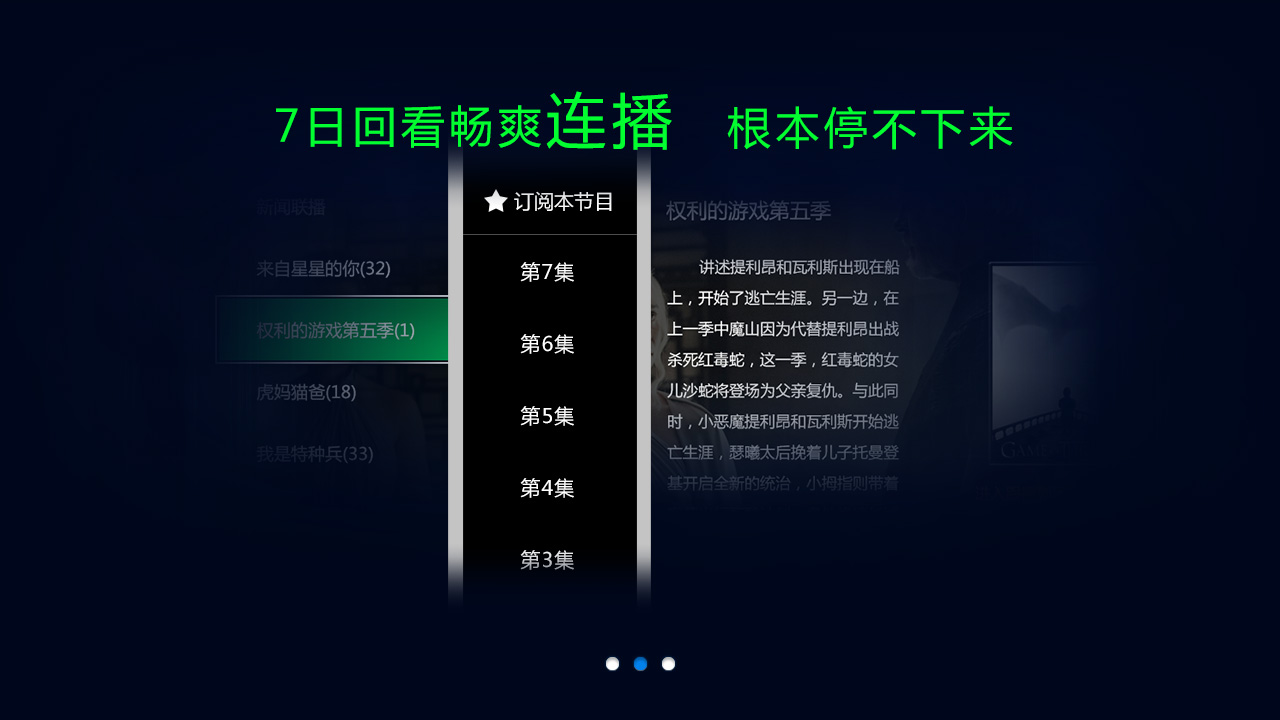 7日回看畅爽连播 根本停不下来
新闻联播
来自星星的你(32)
权利的游戏第五季(1)
虎妈猫爸(18)
我是特种兵(33)
订阅本节目
第7集
第6集
第5集
第4集
第3集
权利的游戏第五季
讲述提利昂和瓦利斯出现在船
上，开始了逃亡生涯。另一边，在
上一季中魔山因为代替提利昂出战
杀死红毒蛇，这一季，红毒蛇的女
儿沙蛇将登场为父亲复仇。与此同
时，小恶魔提利昂和瓦利斯开始逃
亡生涯，瑟曦太后挽着儿子托曼登
基开启全新的统治，小拇指则带着